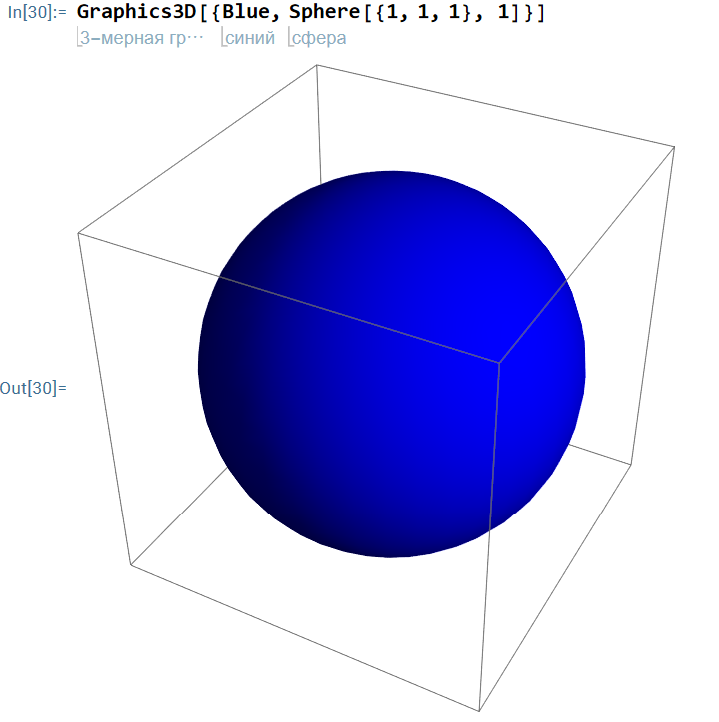 In[30]:= Graphics3D[{Blue, Sphere[{1, 1, 1}, 1]}]
3-мерная гр… синий сфера
Out[30]=